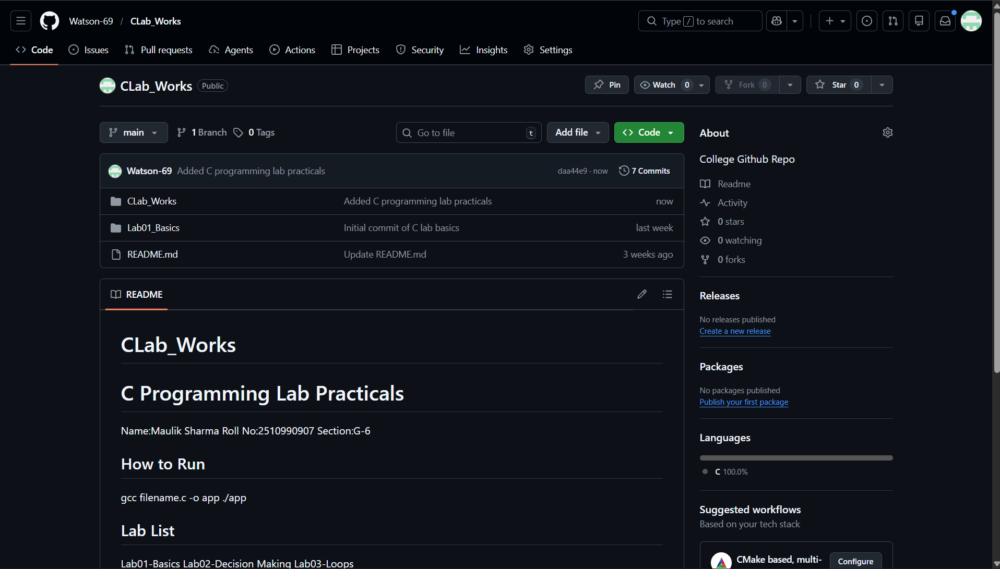 Watson-69 / CLab_Works
Type / to search
Code Issues Pull requests Agents Actions Projects Security Insights Settings
CLab_Works Public
Pin Watch 0 Fork 0 Star 0
main 1 Branch 0 Tags
Go to file t Add file Code
Watson-69 Added C programming lab practicals daa44e9 · now 7 Commits
CLab_Works Added C programming lab practicals now
Lab01_Basics Initial commit of C lab basics last week
README.md Update README.md 3 weeks ago
README
CLab_Works
C Programming Lab Practicals
Name:Maulik Sharma Roll No:2510990907 Section:G-6
How to Run
gcc filename.c -o app ./app
Lab List
Lab01-Basics Lab02-Decision Making Lab03-Loops
About
College Github Repo
Readme
Activity
0 stars
0 watching
0 forks
Releases
No releases published
Create a new release
Packages
No packages published
Publish your first package
Languages
C 100.0%
Suggested workflows
Based on your tech stack
CMake based, multi- Configure